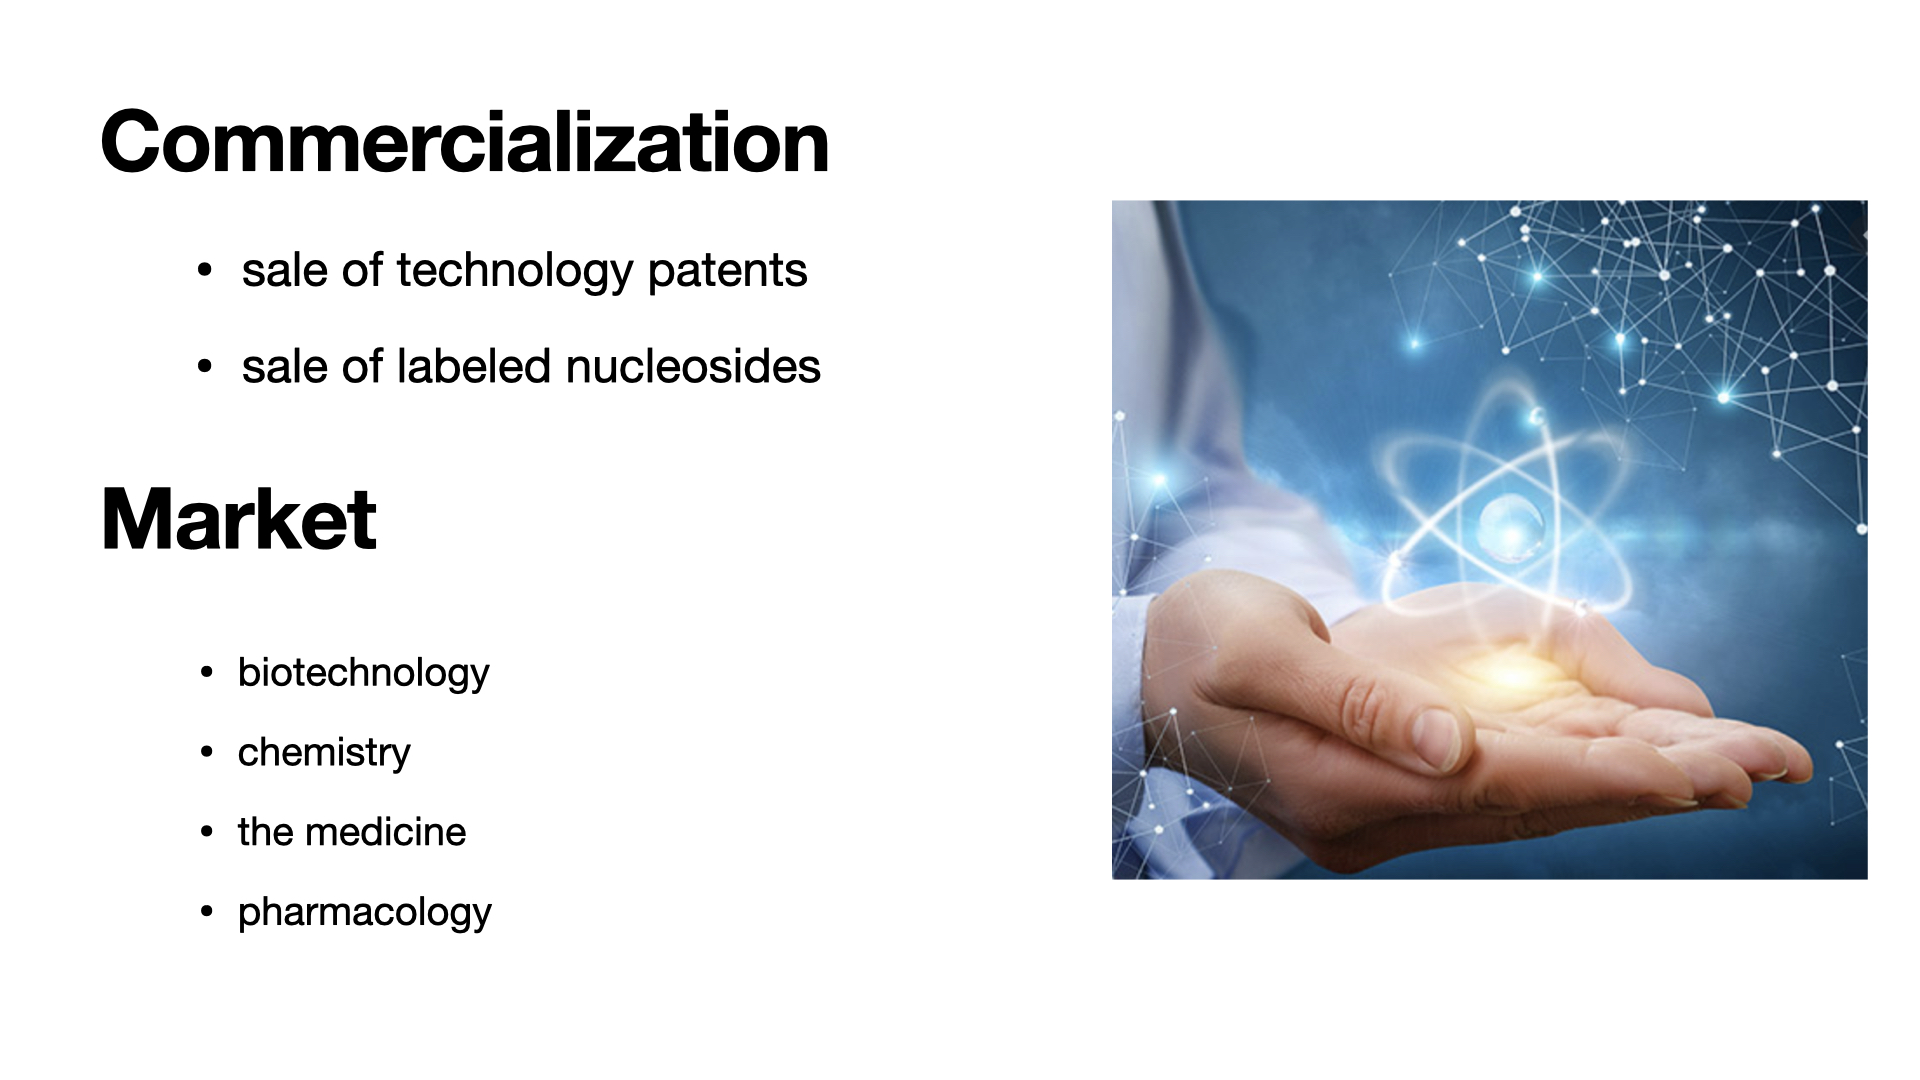 Commercialization
• sale of technology patents
• sale of labeled nucleosides
Market
• biotechnology
• chemistry
• the medicine
• pharmacology